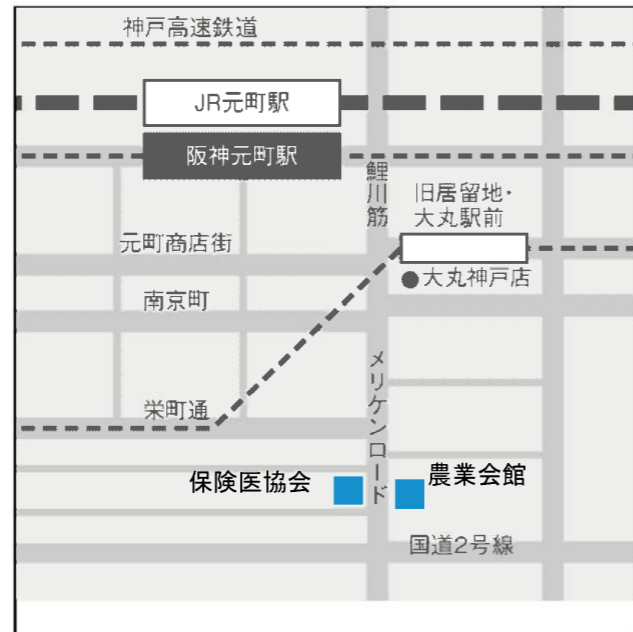 神戸高速鉄道
JR元町駅
阪神元町駅
鯉川筋
旧居留地・
大丸駅前
元町商店街
●大丸神戸店
南京町
メリケンロード
栄町通
保険医協会
農業会館
国道2号線